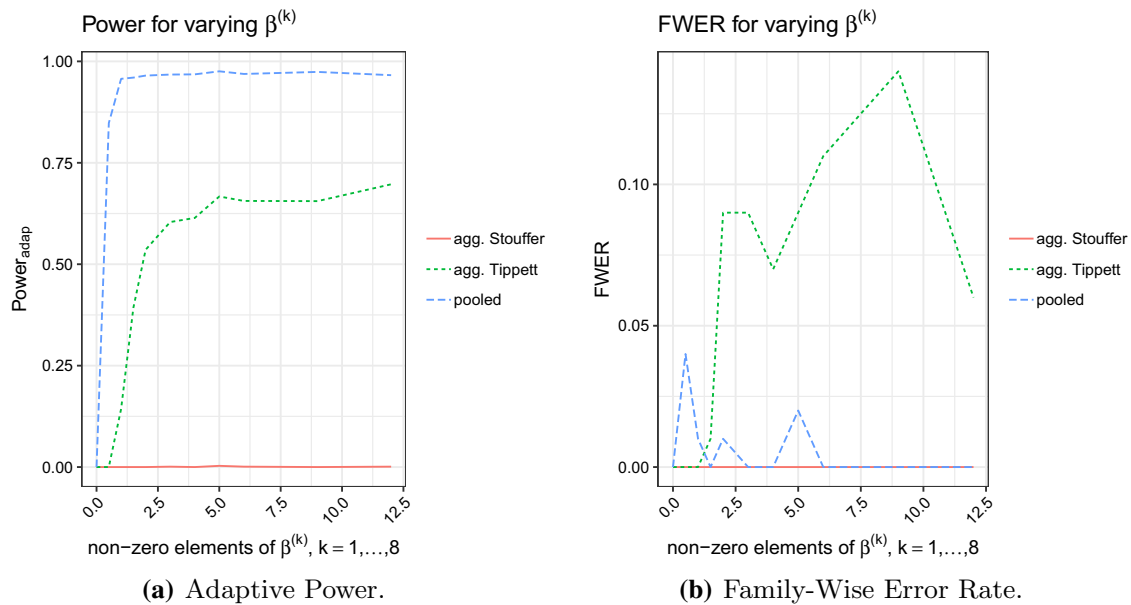 Power for varying β^(k)
1.00
0.75
0.50
0.25
0.00
Power_adap
0.0
2.5
5.0
7.5
10.0
12.5
non−zero elements of β^(k), k = 1,…,8
agg. Stouffer
agg. Tippett
pooled
(a) Adaptive Power.
FWER for varying β^(k)
0.10
0.05
0.00
FWER
0.0
2.5
5.0
7.5
10.0
12.5
non−zero elements of β^(k), k = 1,…,8
agg. Stouffer
agg. Tippett
pooled
(b) Family-Wise Error Rate.